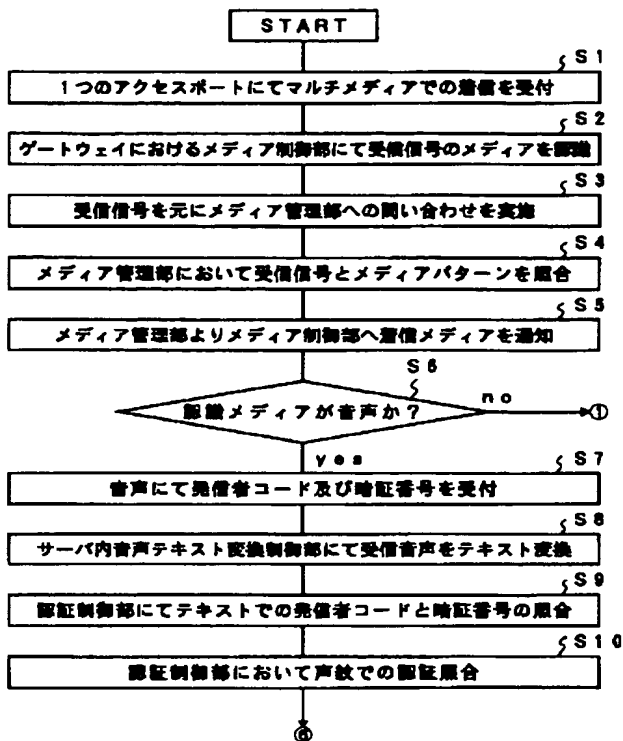 START
S1
1つのアクセスポートにてマルチメディアでの着信を受付
S2
ゲートウェイにおけるメディア制御部にて受信信号のメディアを認識
S3
受信信号を元にメディア管理部への問い合わせを実施
S4
メディア管理部において受信信号とメディアパターンを照合
S5
メディア管理部よりメディア制御部へ着信メディアを通知
S6
認識メディアが音声か?
no
①
yes
S7
音声にて発信者コード及び暗証番号を受付
S8
サーバ内音声テキスト変換制御部にて受信音声をテキスト変換
S9
認証制御部にてテキストでの発信者コードと暗証番号の照合
S10
認証制御部において声紋での認証照合